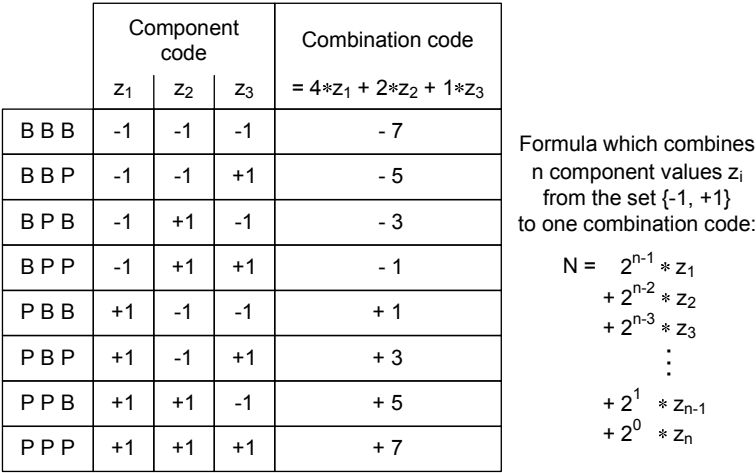 Component code Combination code
z₁ z₂ z₃ = 4∗z₁ + 2∗z₂ + 1∗z₃
B B B -1 -1 -1 - 7
B B P -1 -1 +1 - 5
B P B -1 +1 -1 - 3
B P P -1 +1 +1 - 1
P B B +1 -1 -1 + 1
P B P +1 -1 +1 + 3
P P B +1 +1 -1 + 5
P P P +1 +1 +1 + 7
Formula which combines
n component values zᵢ
from the set {-1, +1}
to one combination code:
N = 2ⁿ⁻¹ ∗ z₁
+ 2ⁿ⁻² ∗ z₂
+ 2ⁿ⁻³ ∗ z₃
⋮
+ 2¹ ∗ zₙ₋₁
+ 2⁰ ∗ zₙ